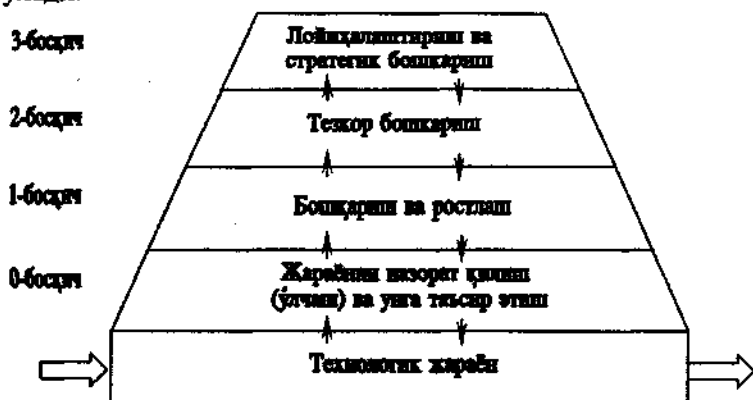 3-босқич
Лойиҳалаштириш ва
стратегик бошқариш
2-босқич
Тезкор бошқариш
1-босқич
Бошқариш ва ростлаш
0-босқич
Жараённи назорат қилиш
(ўлчаш) ва унга таъсир этиш
Технологик жараён